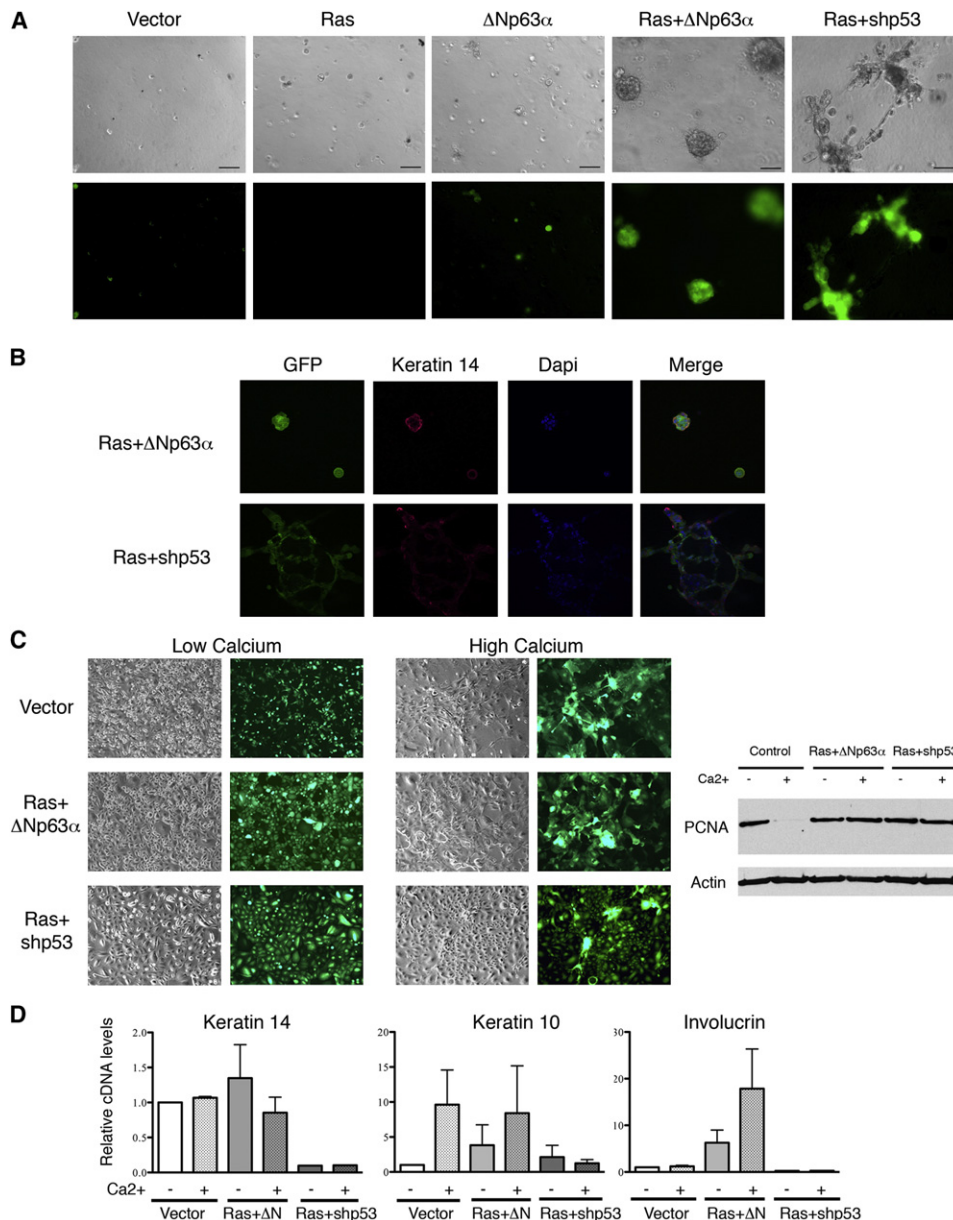 A
Vector Ras ΔNp63α Ras+ΔNp63α Ras+shp53
B
GFP Keratin 14 Dapi Merge
Ras+ΔNp63α
Ras+shp53
C
Low Calcium High Calcium
Vector
Ras+
ΔNp63α
Ras+
shp53
Control Ras+ΔNp63α Ras+shp53
Ca2+ - + - + - +
PCNA
Actin
D
Keratin 14 Keratin 10 Involucrin
Relative cDNA levels
2.0 20 30
1.5 15
20
1.0 10
10
0.5 5
0.0 0 0
Ca2+ - + - + - + - + - + - + - + - + - +
Vector Ras+ΔN Ras+shp53 Vector Ras+ΔN Ras+shp53 Vector Ras+ΔN Ras+shp53